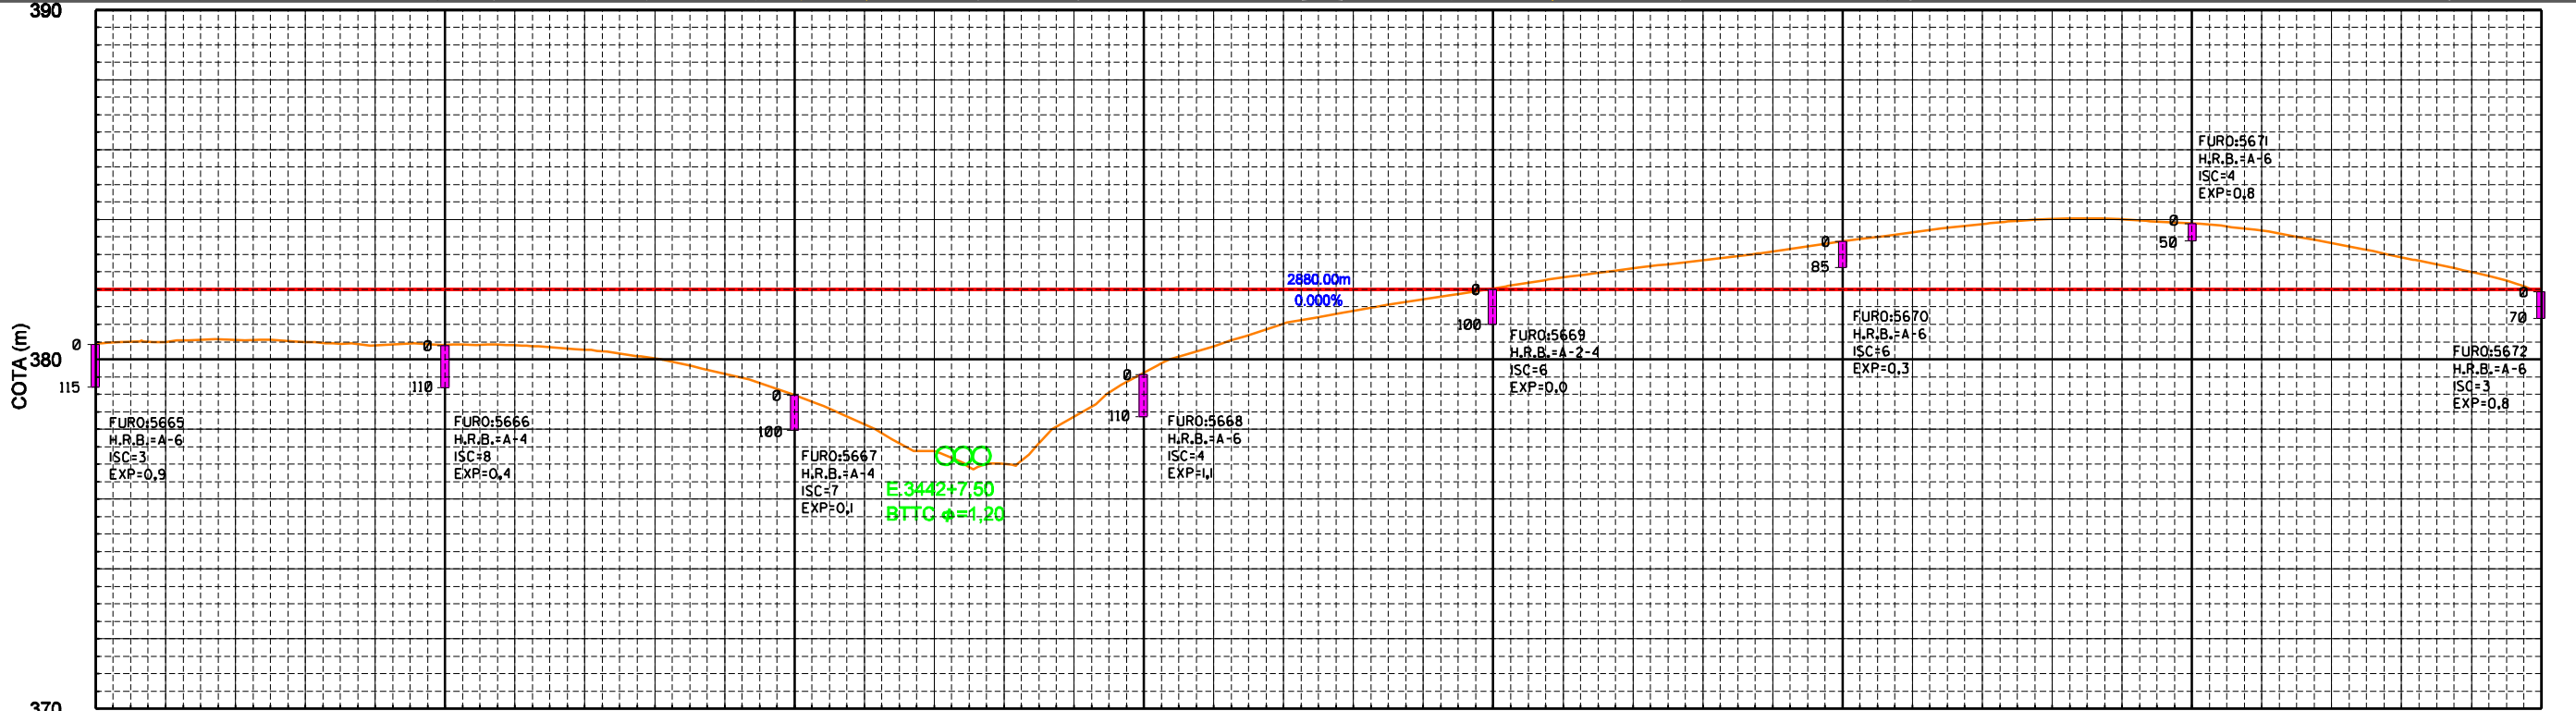 390
FURO:5671
H.R.B.=A-6
ISC=4
EXP=0,8
0
50
0
85
2880.00m
0.000%
0
100
0
70
FURO:5670
H.R.B.=A-6
ISC=6
EXP=0,3
FURO:5669
H.R.B.=A-2-4
ISC=6
EXP=0,0
FURO:5672
H.R.B.=A-6
ISC=3
EXP=0,8
COTA (m)
380
0
115
0
110
0
100
0
110
FURO:5665
H.R.B.=A-6
ISC=3
EXP=0,9
FURO:5666
H.R.B.=A-4
ISC=8
EXP=0,4
FURO:5667
H.R.B.=A-4
ISC=7
EXP=0,1
E.3442+7,50
BTTC ϕ=1,20
FURO:5668
H.R.B.=A-6
ISC=4
EXP=1,1
370